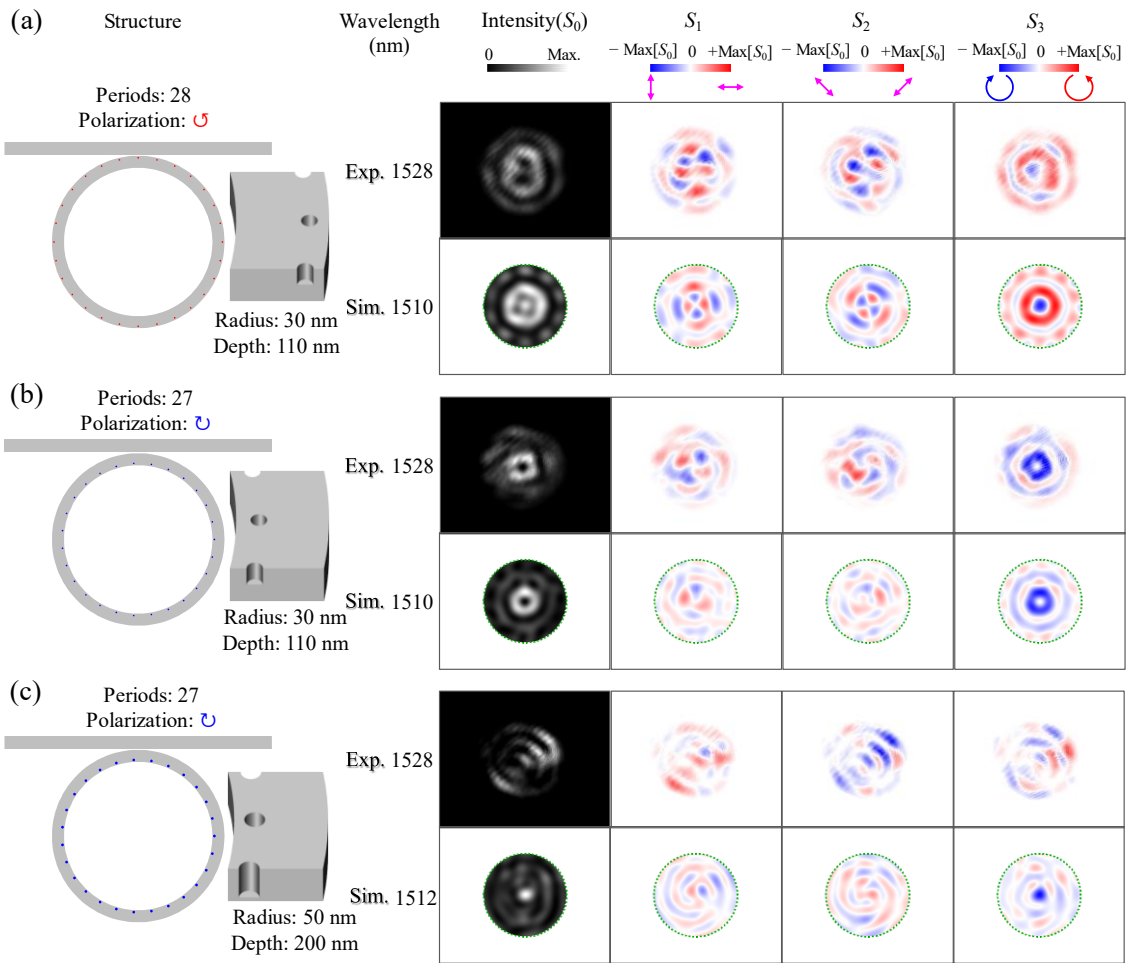 (a)
Structure
Wavelength
(nm)
Intensity(S₀)
S₁
S₂
S₃
0 Max.
− Max[S₀] 0 +Max[S₀]
− Max[S₀] 0 +Max[S₀]
− Max[S₀] 0 +Max[S₀]
Periods: 28
Polarization: ↺
Exp. 1528
Sim. 1510
Radius: 30 nm
Depth: 110 nm
(b)
Periods: 27
Polarization: ↻
Exp. 1528
Sim. 1510
Radius: 30 nm
Depth: 110 nm
(c)
Periods: 27
Polarization: ↻
Exp. 1528
Sim. 1512
Radius: 50 nm
Depth: 200 nm